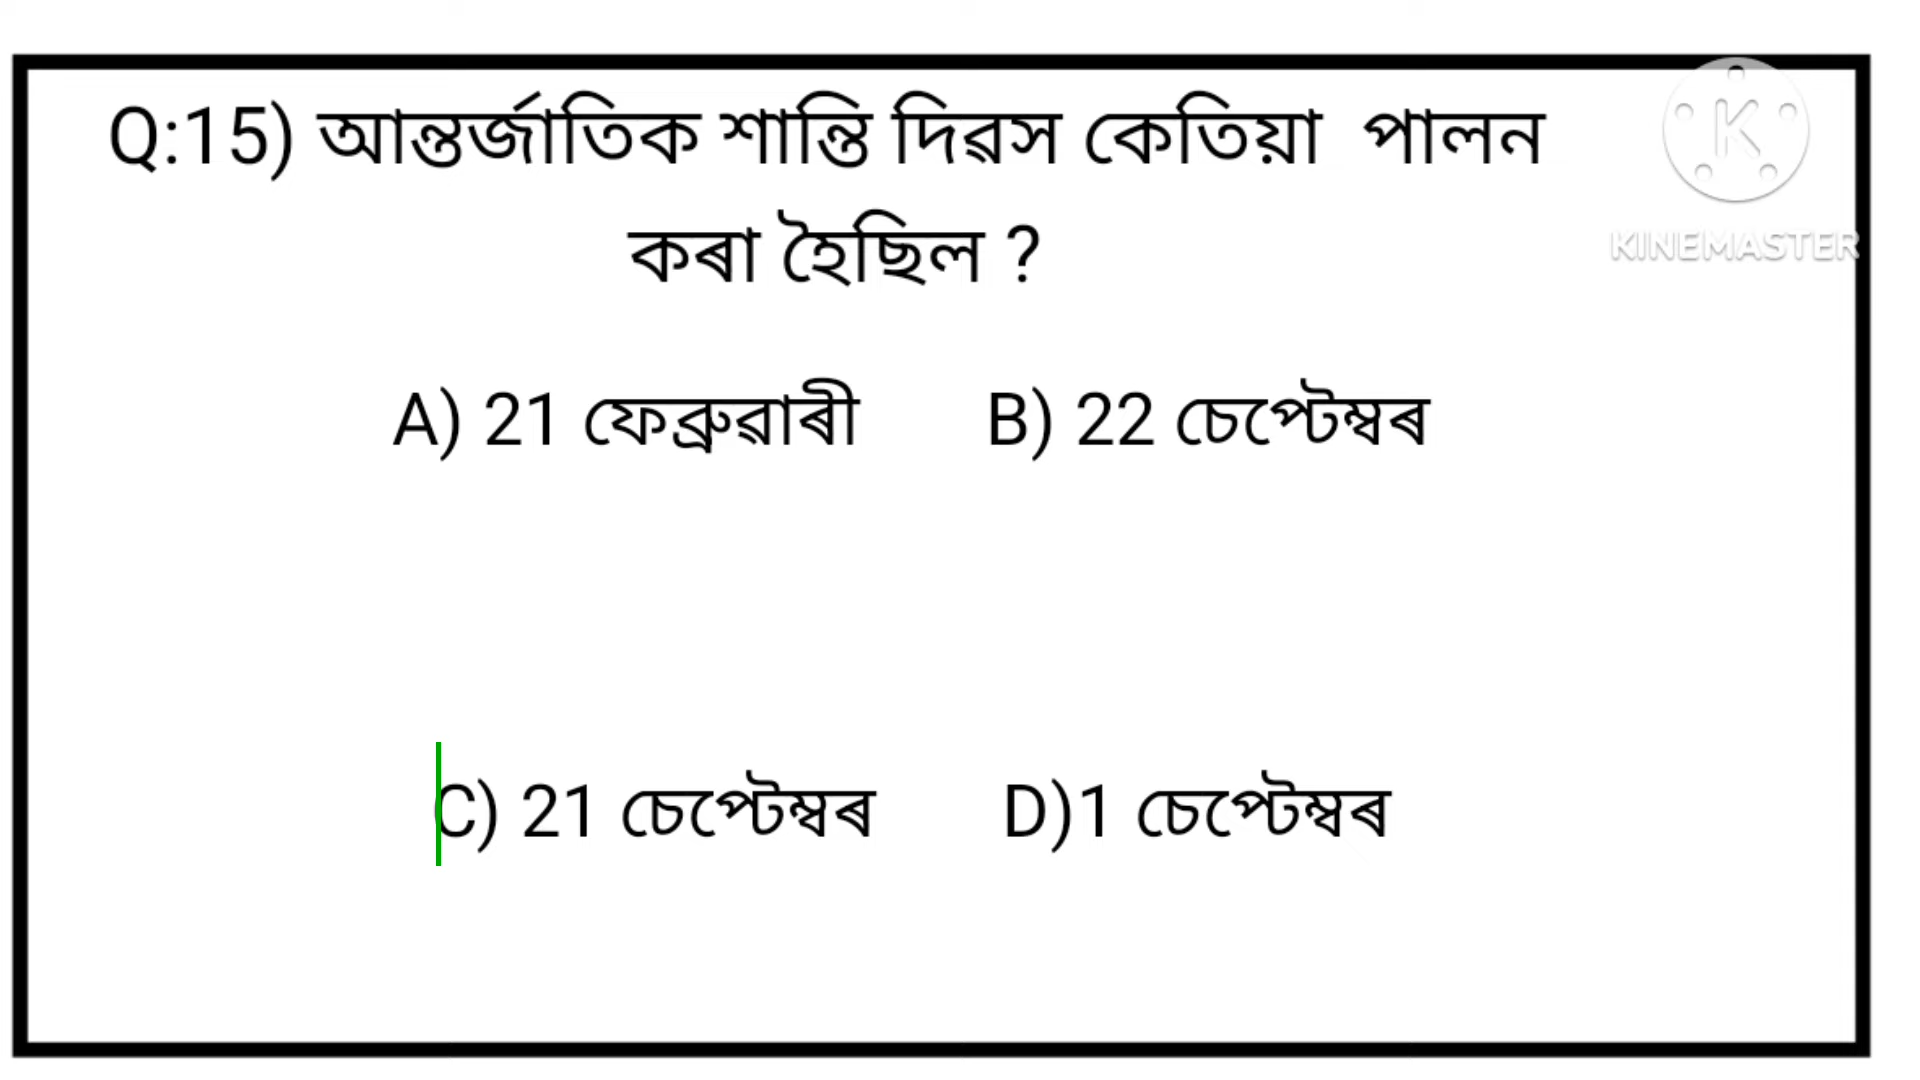 Q:15) আন্তৰ্জাতিক শান্তি দিৱস কেতিয়া পালন
কৰা হৈছিল ?
A) 21 ফেব্ৰুৱাৰী B) 22 চেপ্টেম্বৰ
C) 21 চেপ্টেম্বৰ D)1 চেপ্টেম্বৰ
K
KINEMASTER